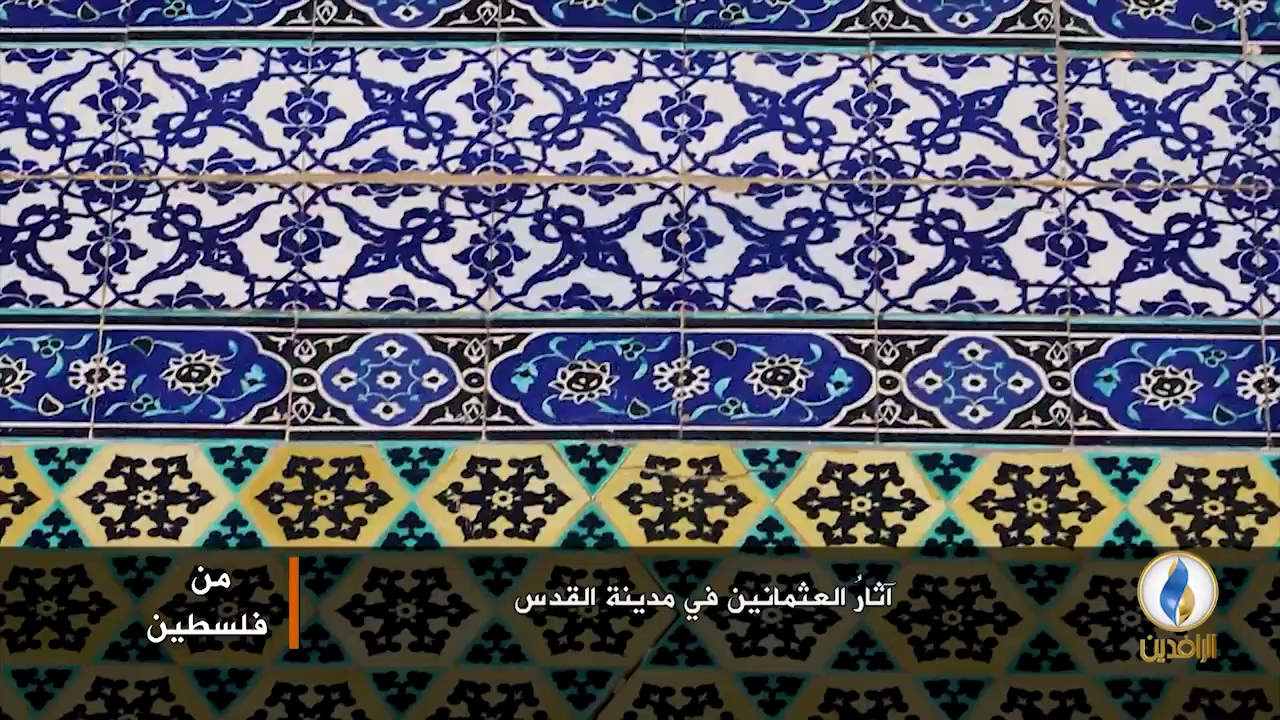 آثارُ العثمانين في مدينة القدس
من
فلسطين
الرافدين